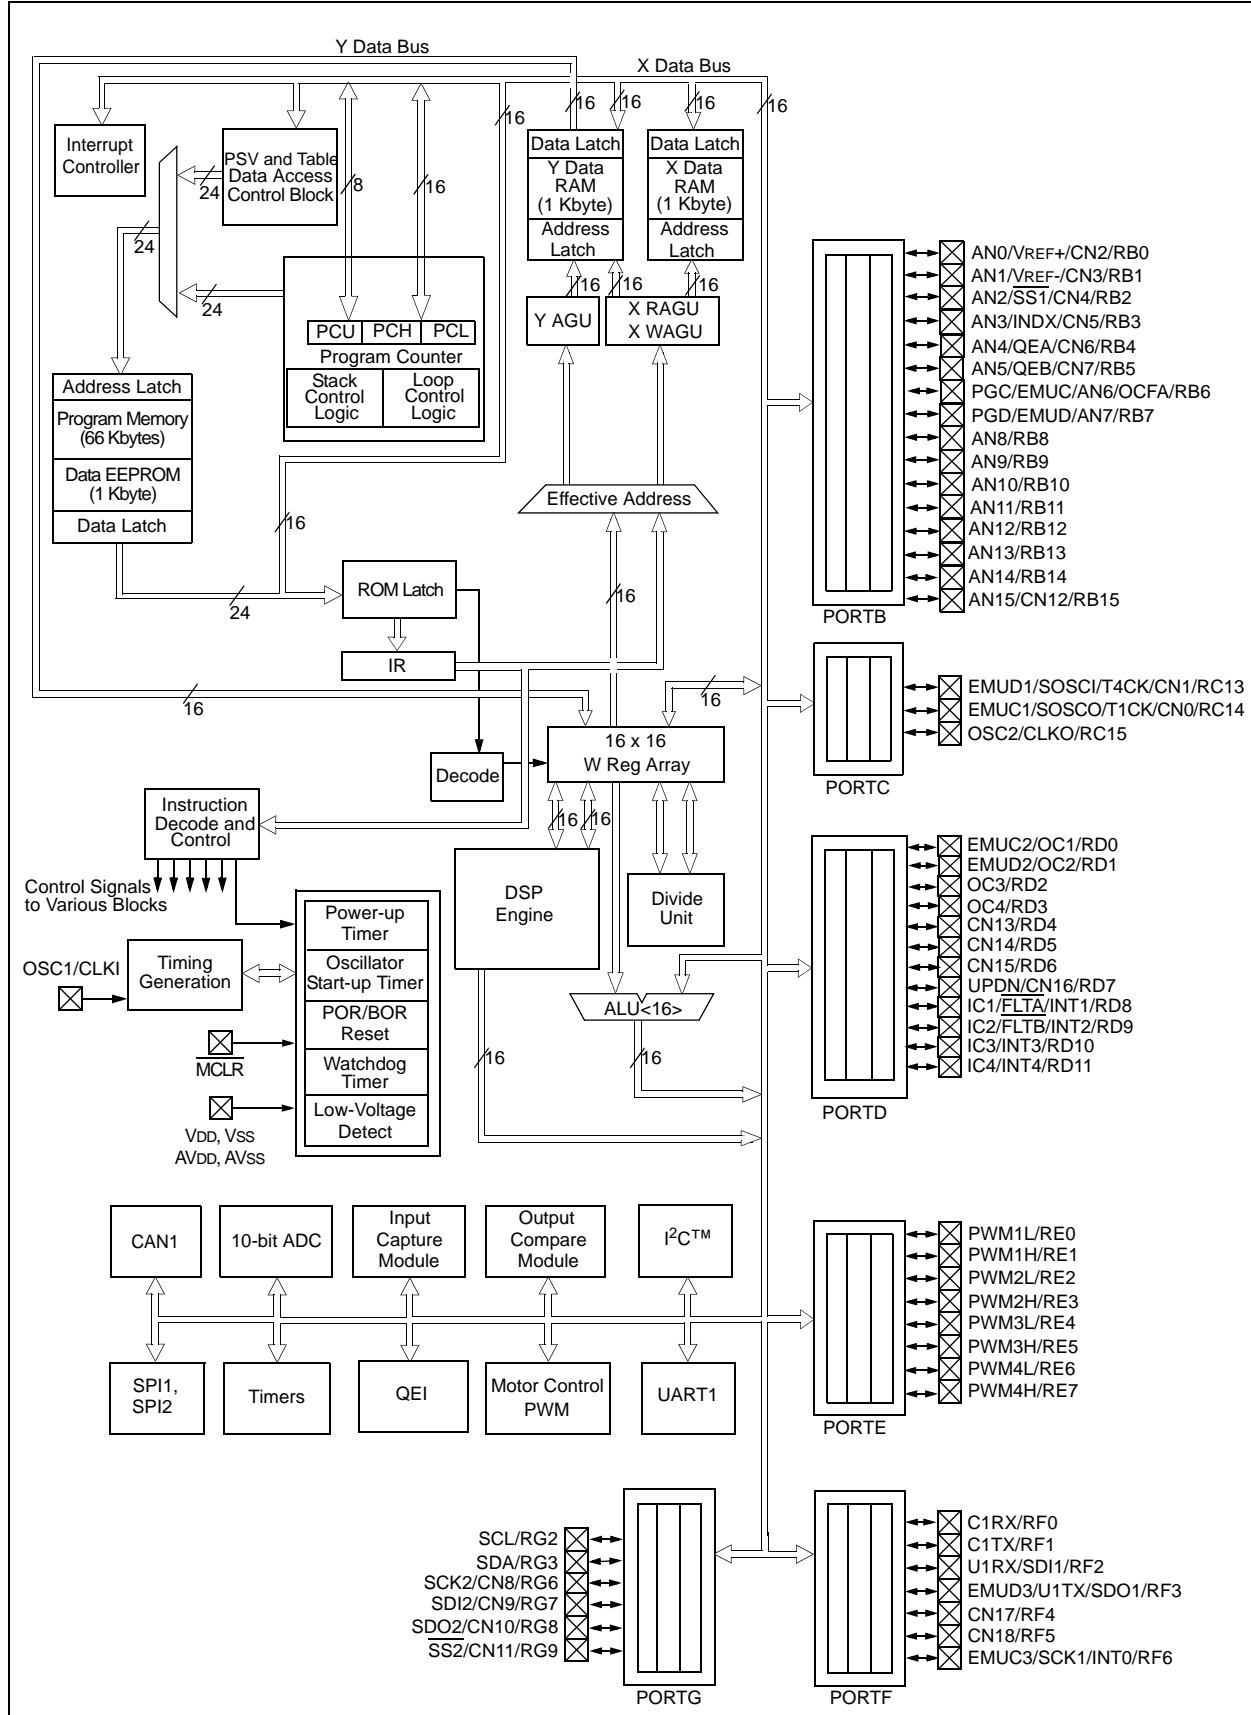 Y Data Bus
X Data Bus
16
16
16
16
16
Interrupt
Controller
PSV and Table
Data Access
Control Block
24
24
8
16
24
Data Latch
Y Data
RAM
(1 Kbyte)
Address
Latch
Data Latch
X Data
RAM
(1 Kbyte)
Address
Latch
16
16
16
Y AGU
X RAGU
X WAGU
PCU
PCH
PCL
Program Counter
Stack
Control
Logic
Loop
Control
Logic
Address Latch
Program Memory
(66 Kbytes)
Data EEPROM
(1 Kbyte)
Data Latch
Effective Address
16
24
ROM Latch
16
IR
16
16
16 x 16
W Reg Array
Decode
Instruction
Decode and
Control
16
16
Control Signals
to Various Blocks
DSP
Engine
Divide
Unit
Power-up
Timer
Oscillator
Start-up Timer
POR/BOR
Reset
Watchdog
Timer
Low-Voltage
Detect
OSC1/CLKI
Timing
Generation
MCLR
VDD, VSS
AVDD, AVSS
ALU<16>
16
16
CAN1
10-bit ADC
Input
Capture
Module
Output
Compare
Module
I²C™
SPI1,
SPI2
Timers
QEI
Motor Control
PWM
UART1
AN0/VREF+/CN2/RB0
AN1/VREF-/CN3/RB1
AN2/SS1/CN4/RB2
AN3/INDX/CN5/RB3
AN4/QEA/CN6/RB4
AN5/QEB/CN7/RB5
PGC/EMUC/AN6/OCFA/RB6
PGD/EMUD/AN7/RB7
AN8/RB8
AN9/RB9
AN10/RB10
AN11/RB11
AN12/RB12
AN13/RB13
AN14/RB14
AN15/CN12/RB15
PORTB
EMUD1/SOSCI/T4CK/CN1/RC13
EMUC1/SOSCO/T1CK/CN0/RC14
OSC2/CLKO/RC15
PORTC
EMUC2/OC1/RD0
EMUD2/OC2/RD1
OC3/RD2
OC4/RD3
CN13/RD4
CN14/RD5
CN15/RD6
UPDN/CN16/RD7
IC1/FLTA/INT1/RD8
IC2/FLTB/INT2/RD9
IC3/INT3/RD10
IC4/INT4/RD11
PORTD
PWM1L/RE0
PWM1H/RE1
PWM2L/RE2
PWM2H/RE3
PWM3L/RE4
PWM3H/RE5
PWM4L/RE6
PWM4H/RE7
PORTE
SCL/RG2
SDA/RG3
SCK2/CN8/RG6
SDI2/CN9/RG7
SDO2/CN10/RG8
SS2/CN11/RG9
PORTG
C1RX/RF0
C1TX/RF1
U1RX/SDI1/RF2
EMUD3/U1TX/SDO1/RF3
CN17/RF4
CN18/RF5
EMUC3/SCK1/INT0/RF6
PORTF